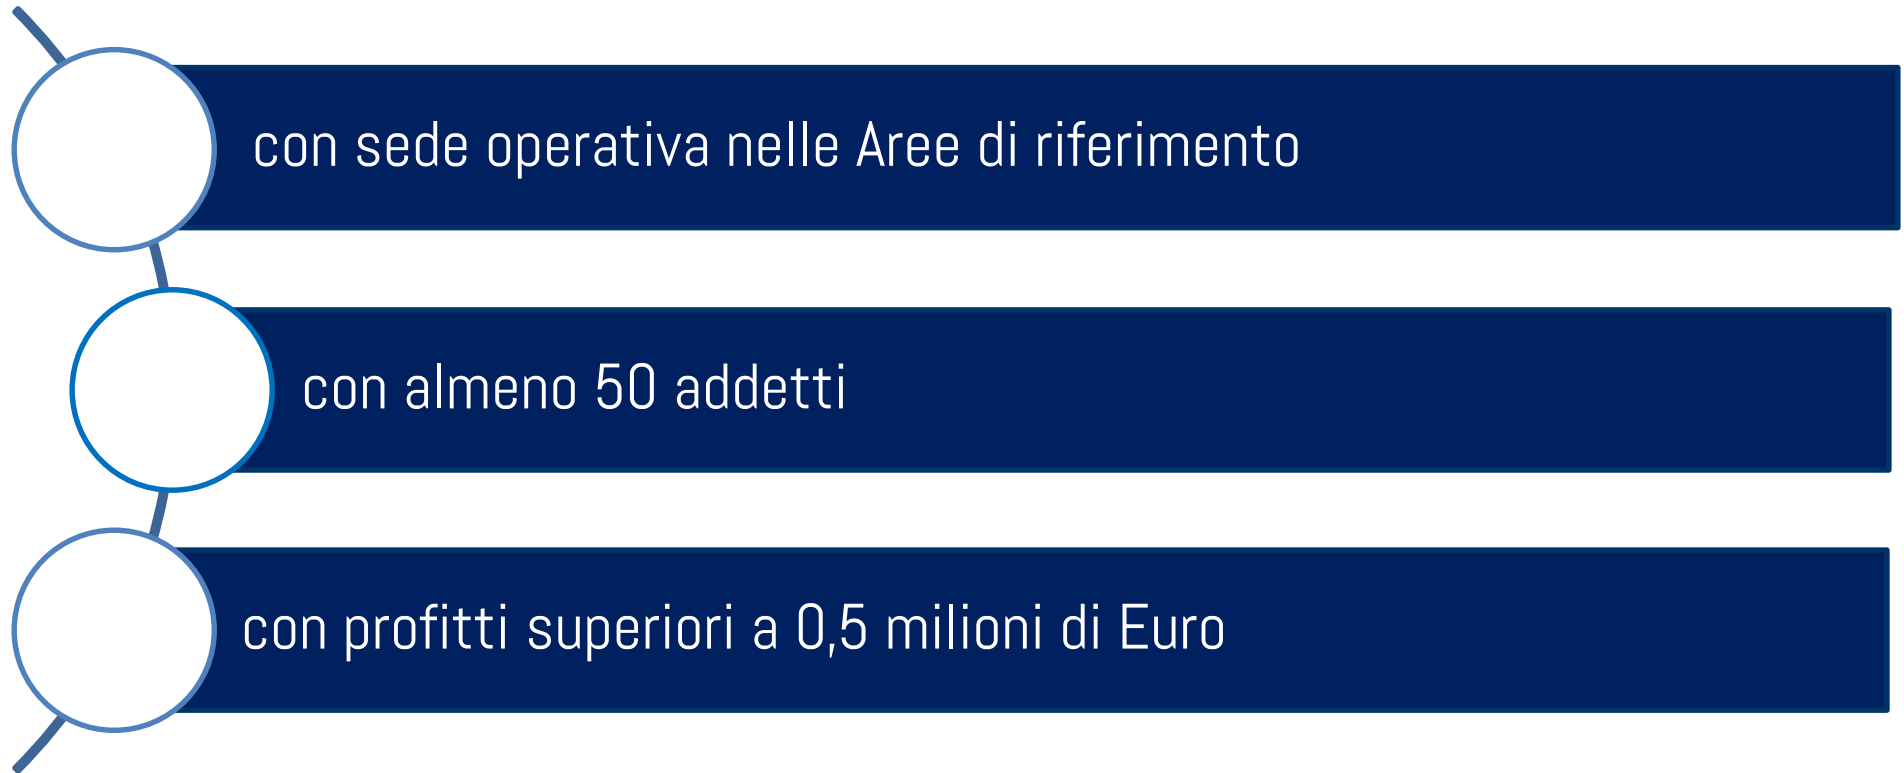 con sede operativa nelle Aree di riferimento
con almeno 50 addetti
con profitti superiori a 0,5 milioni di Euro